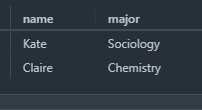 name major
Kate Sociology
Claire Chemistry